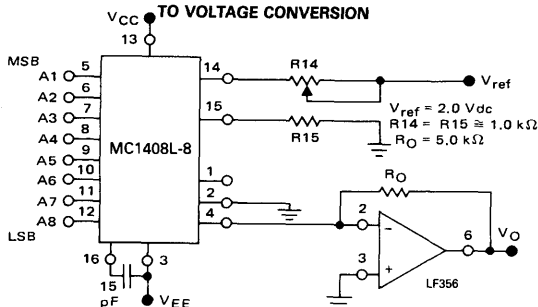 TO VOLTAGE CONVERSION
VCC
13
MSB
A1 5
A2 6
A3 7
A4 8
A5 9
A6 10
A7 11
A8 12
LSB
MC1408L-8
14
R14
Vref
15
R15
Vref = 2.0 Vdc
R14 = R15 ≅ 1.0 kΩ
RO = 5.0 kΩ
1
2
4
RO
2
-
6
VO
3
+
LF356
16
3
15
pF
VEE